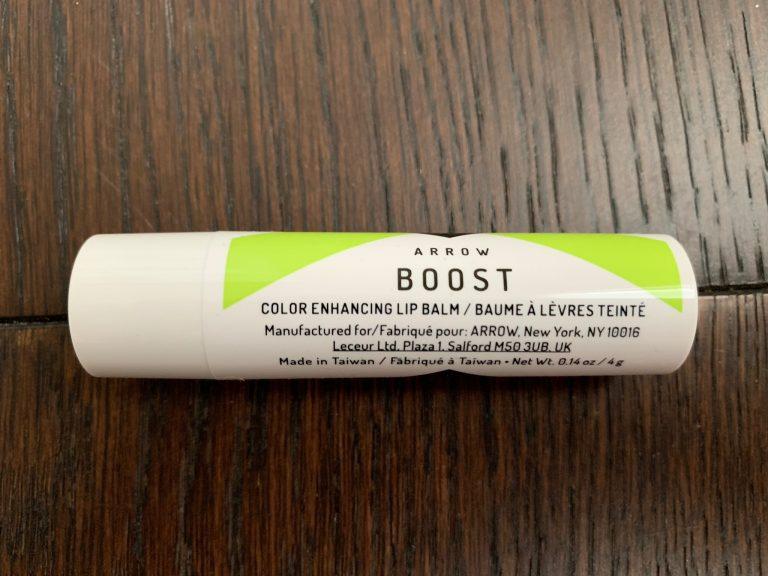 ARROW
BOOST
COLOR ENHANCING LIP BALM / BAUME À LÈVRES TEINTÉ
Manufactured for/Fabriqué pour: ARROW, New York, NY 10016
Leceur Ltd. Plaza 1, Salford M50 3UB, UK
Made in Taiwan / Fabriqué à Taiwan • Net Wt. 0.14 oz / 4 g